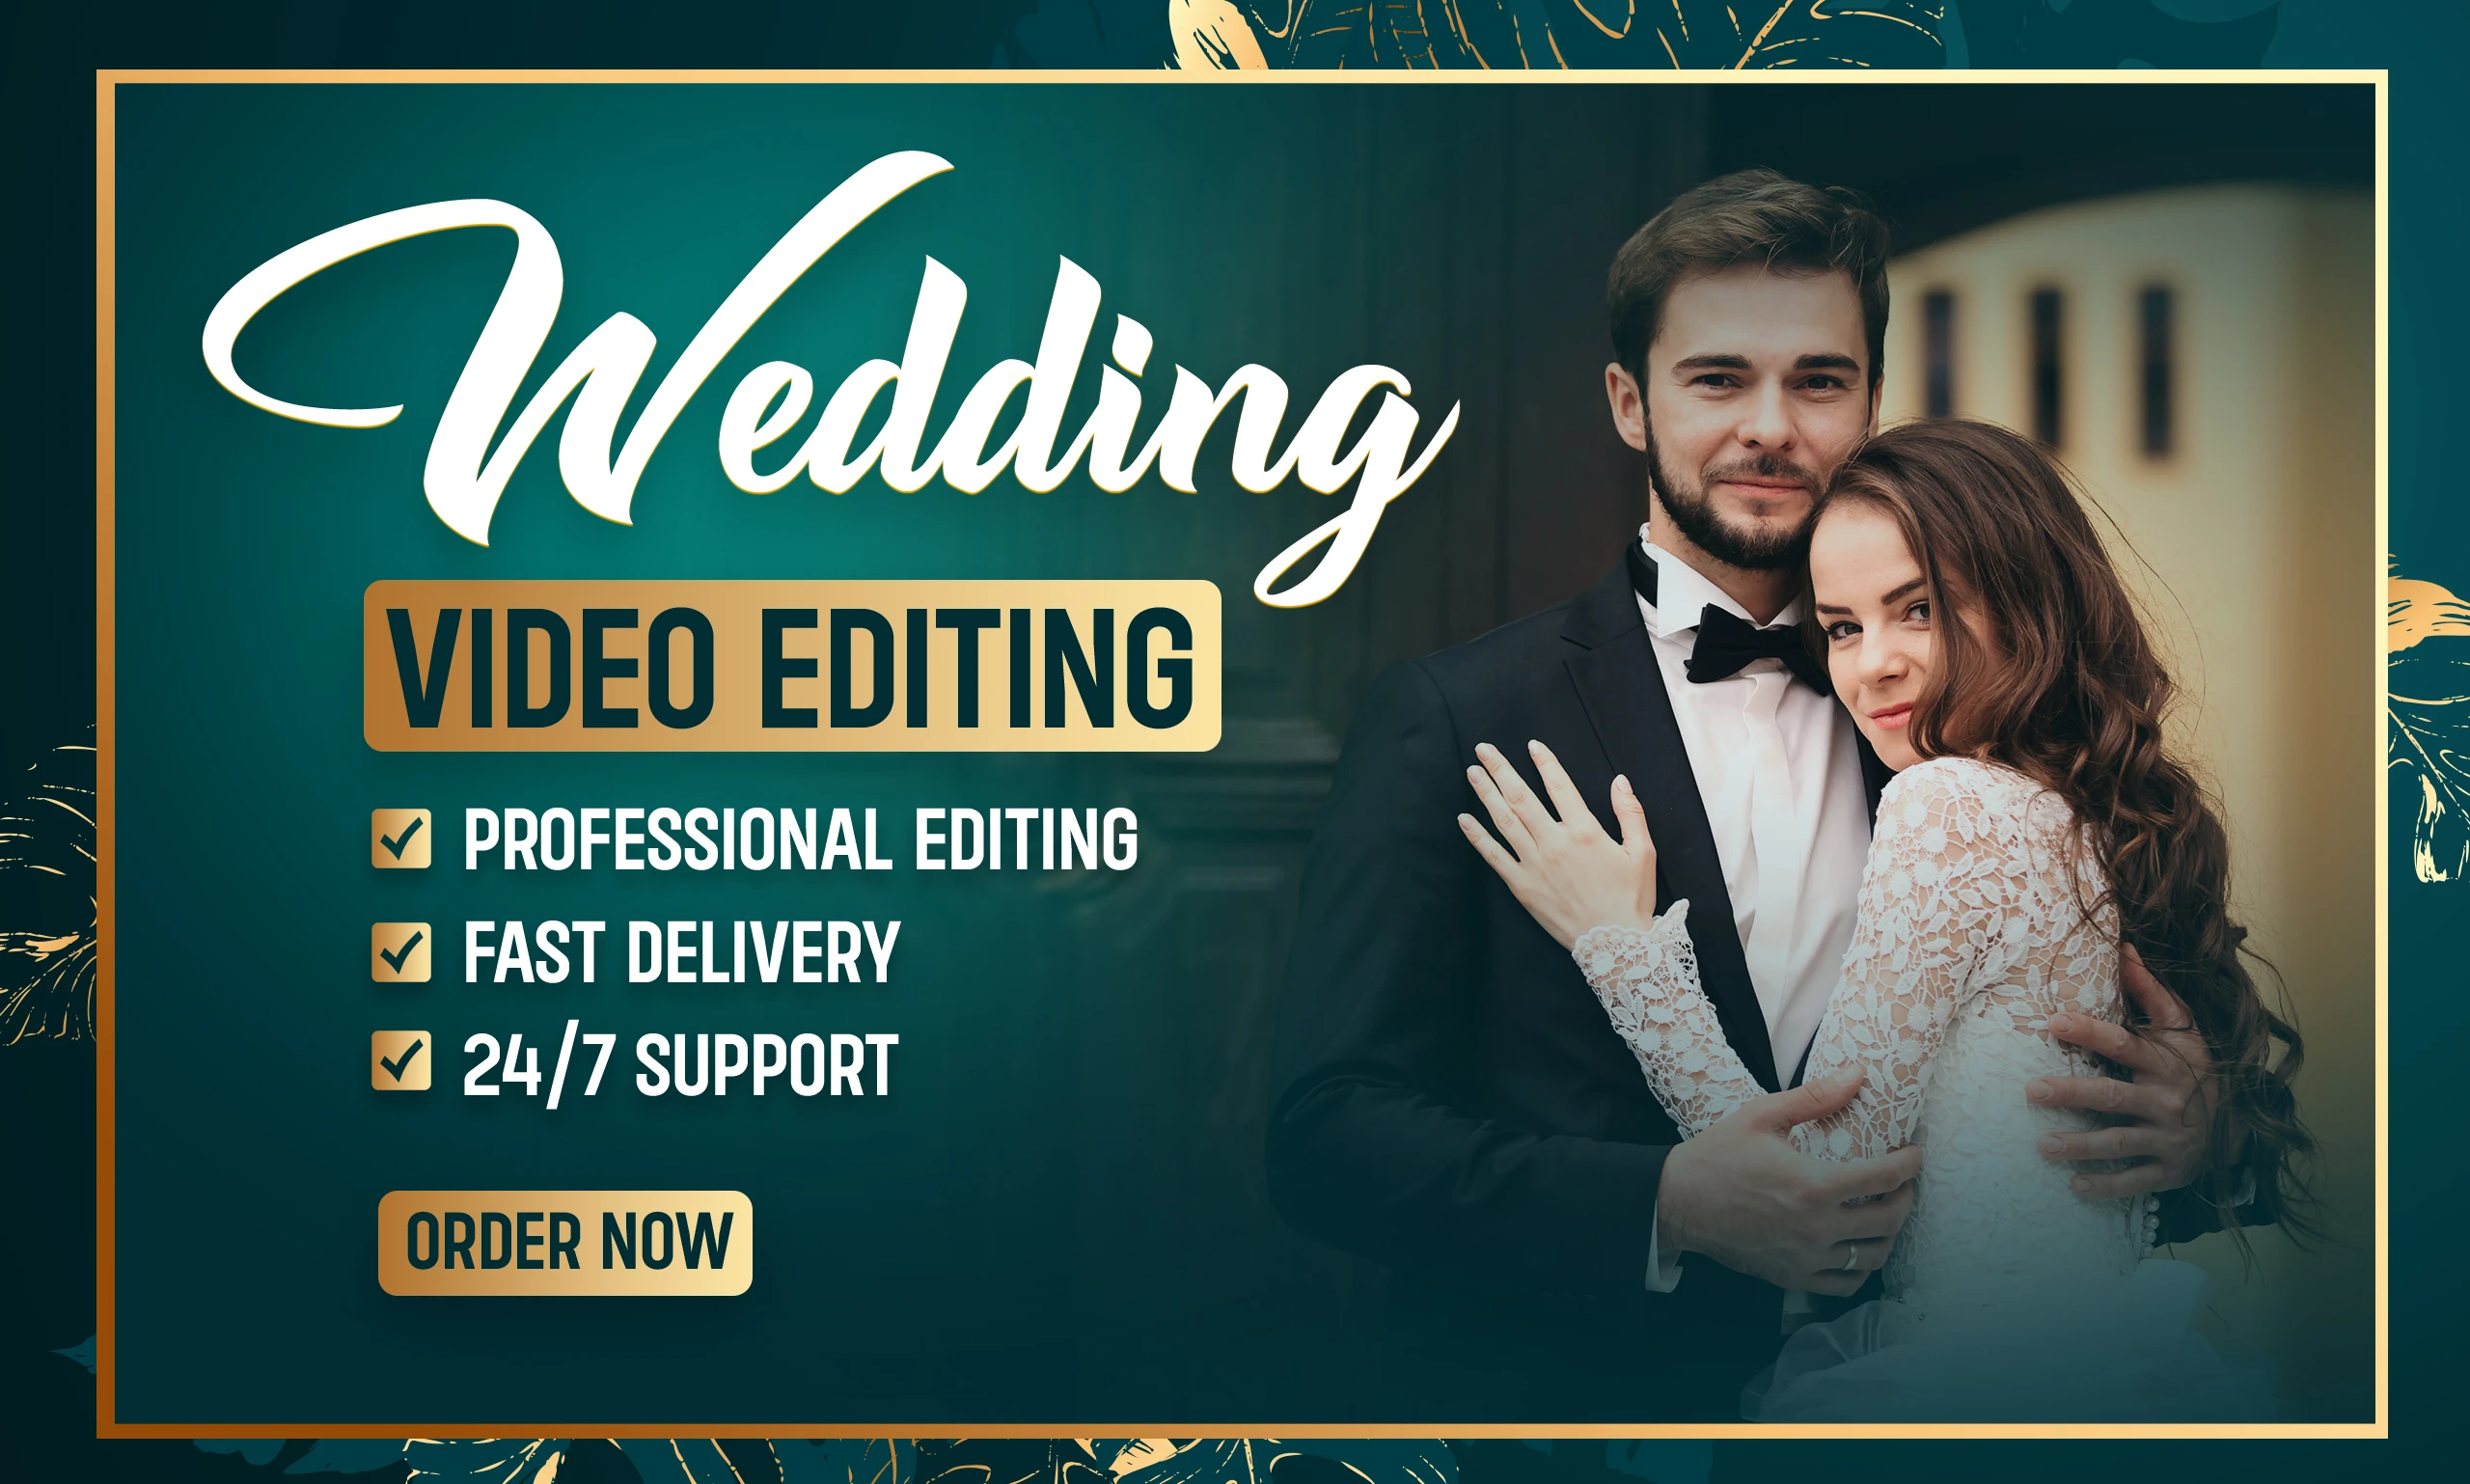 Wedding
VIDEO EDITING
PROFESSIONAL EDITING
FAST DELIVERY
24/7 SUPPORT
ORDER NOW